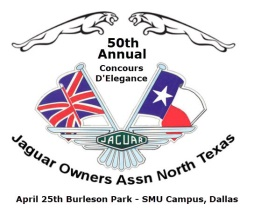 50th
Annual
Concours
D'Elegance
JAGUAR
Jaguar Owners Assn North Texas
April 25th Burleson Park - SMU Campus, Dallas